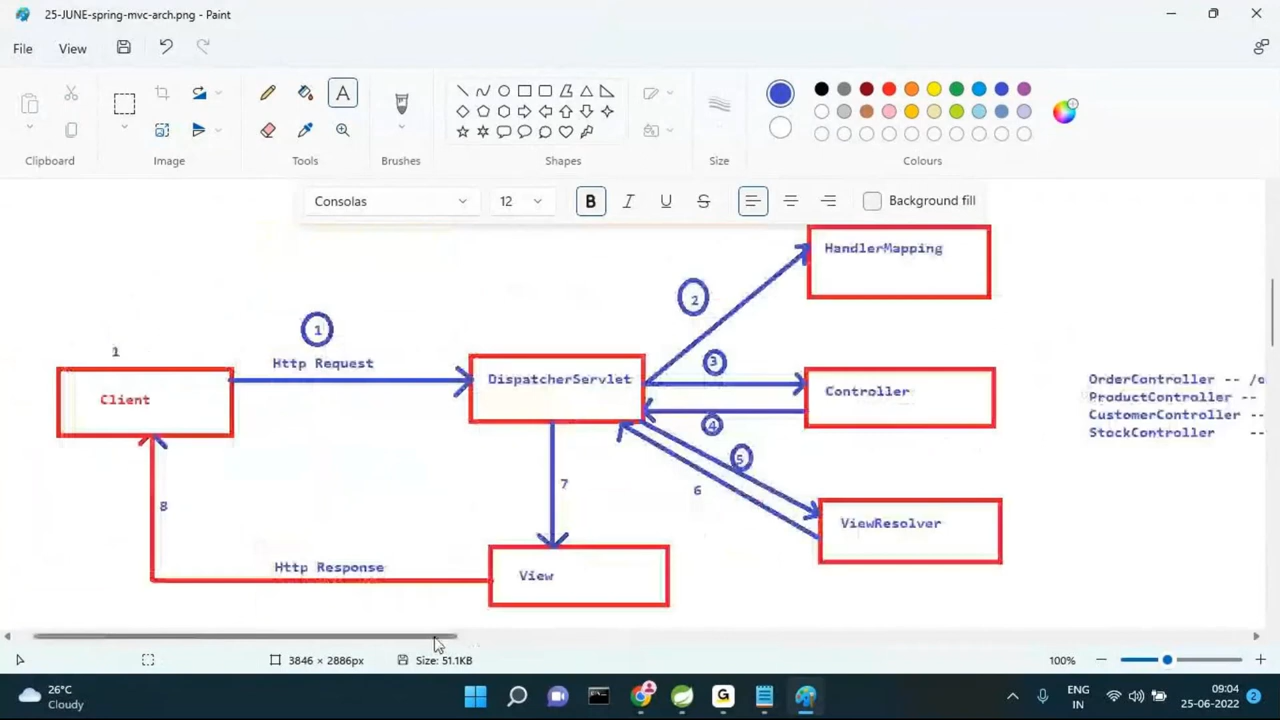 25-JUNE-spring-mvc-arch.png - Paint
File
View
Clipboard
Image
Tools
Brushes
Shapes
Size
Colours
A
Consolas
12
B
I
U
S
Background fill
HandlerMapping
2
1
1
Http Request
3
DispatcherServlet
Client
Controller
OrderController -- /o
ProductController --
CustomerController --
StockController --
4
5
6
7
8
ViewResolver
Http Response
View
3846 × 2886px
Size: 51.1KB
100%
26°C
Cloudy
G
ENG
IN
09:04
25-06-2022
2